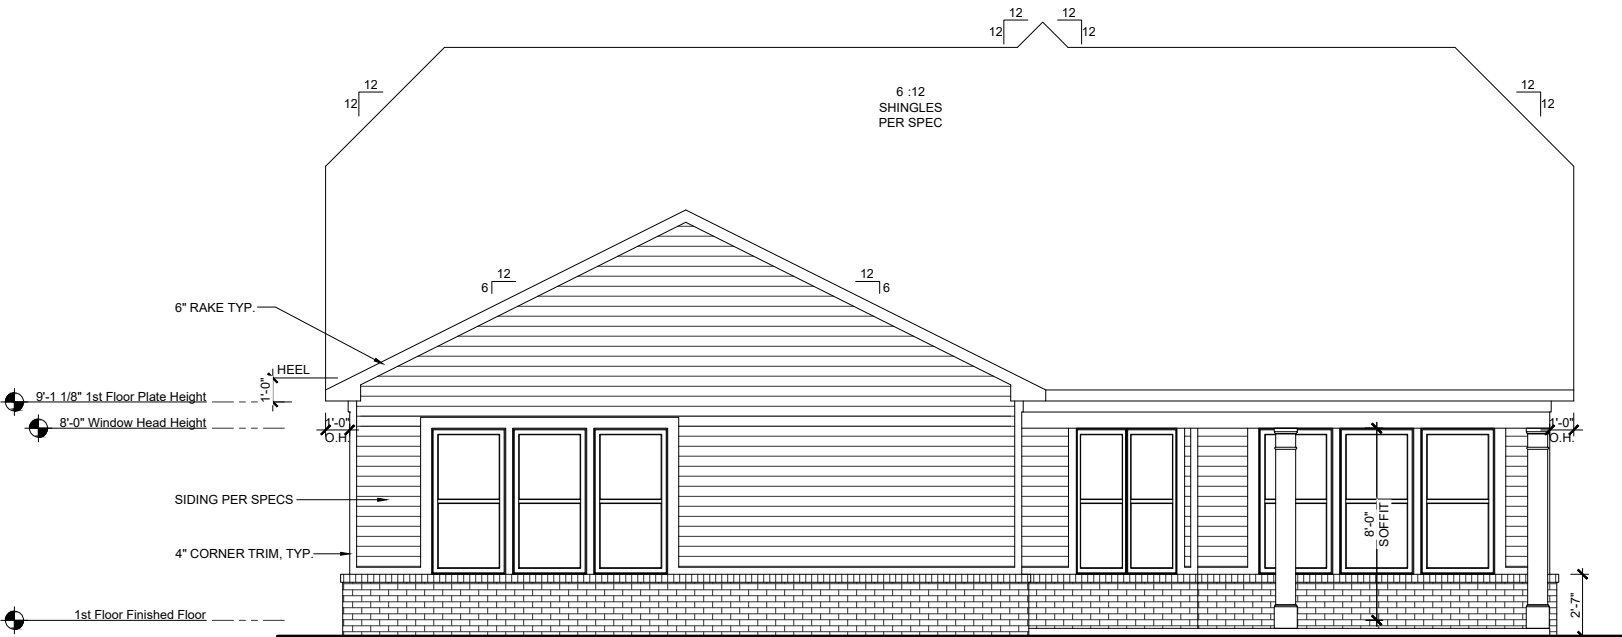 12 12
12 12
12 12
12 12
6 :12
SHINGLES
PER SPEC
12 12
6 6
6" RAKE TYP.
HEEL
1'-0"
9'-1 1/8" 1st Floor Plate Height
8'-0" Window Head Height
1'-0"
O.H.
1'-0"
O.H.
SIDING PER SPECS
8'-0"
SOFFIT
4" CORNER TRIM, TYP.
2'-7"
1st Floor Finished Floor